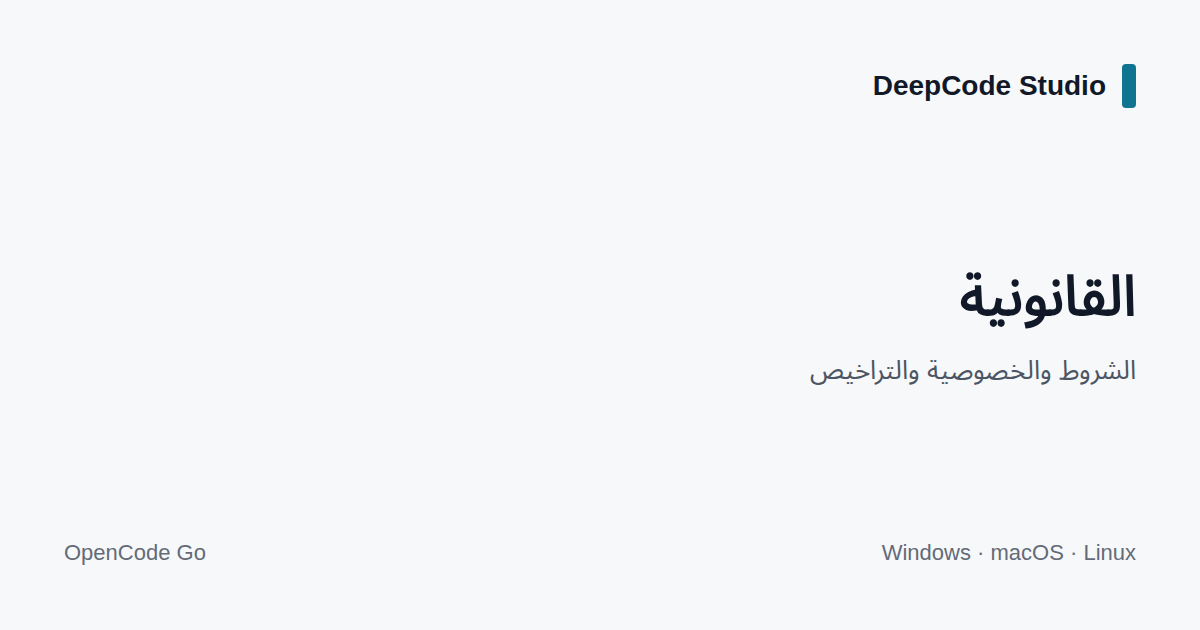 DeepCode Studio
القانونية
الشروط والخصوصية والتراخيص
Windows · macOS · Linux
OpenCode Go